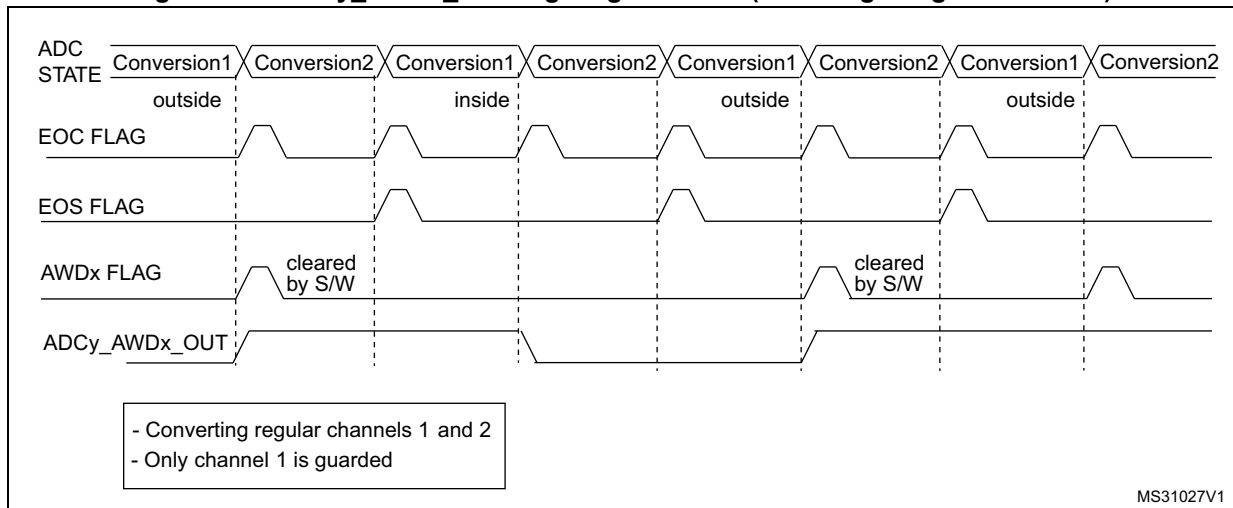 ADC
STATE
Conversion1 Conversion2 Conversion1 Conversion2 Conversion1 Conversion2 Conversion1 Conversion2
outside inside outside outside
EOC FLAG
EOS FLAG
AWDx FLAG
cleared
by S/W
cleared
by S/W
ADCy_AWDx_OUT
- Converting regular channels 1 and 2
- Only channel 1 is guarded
MS31027V1